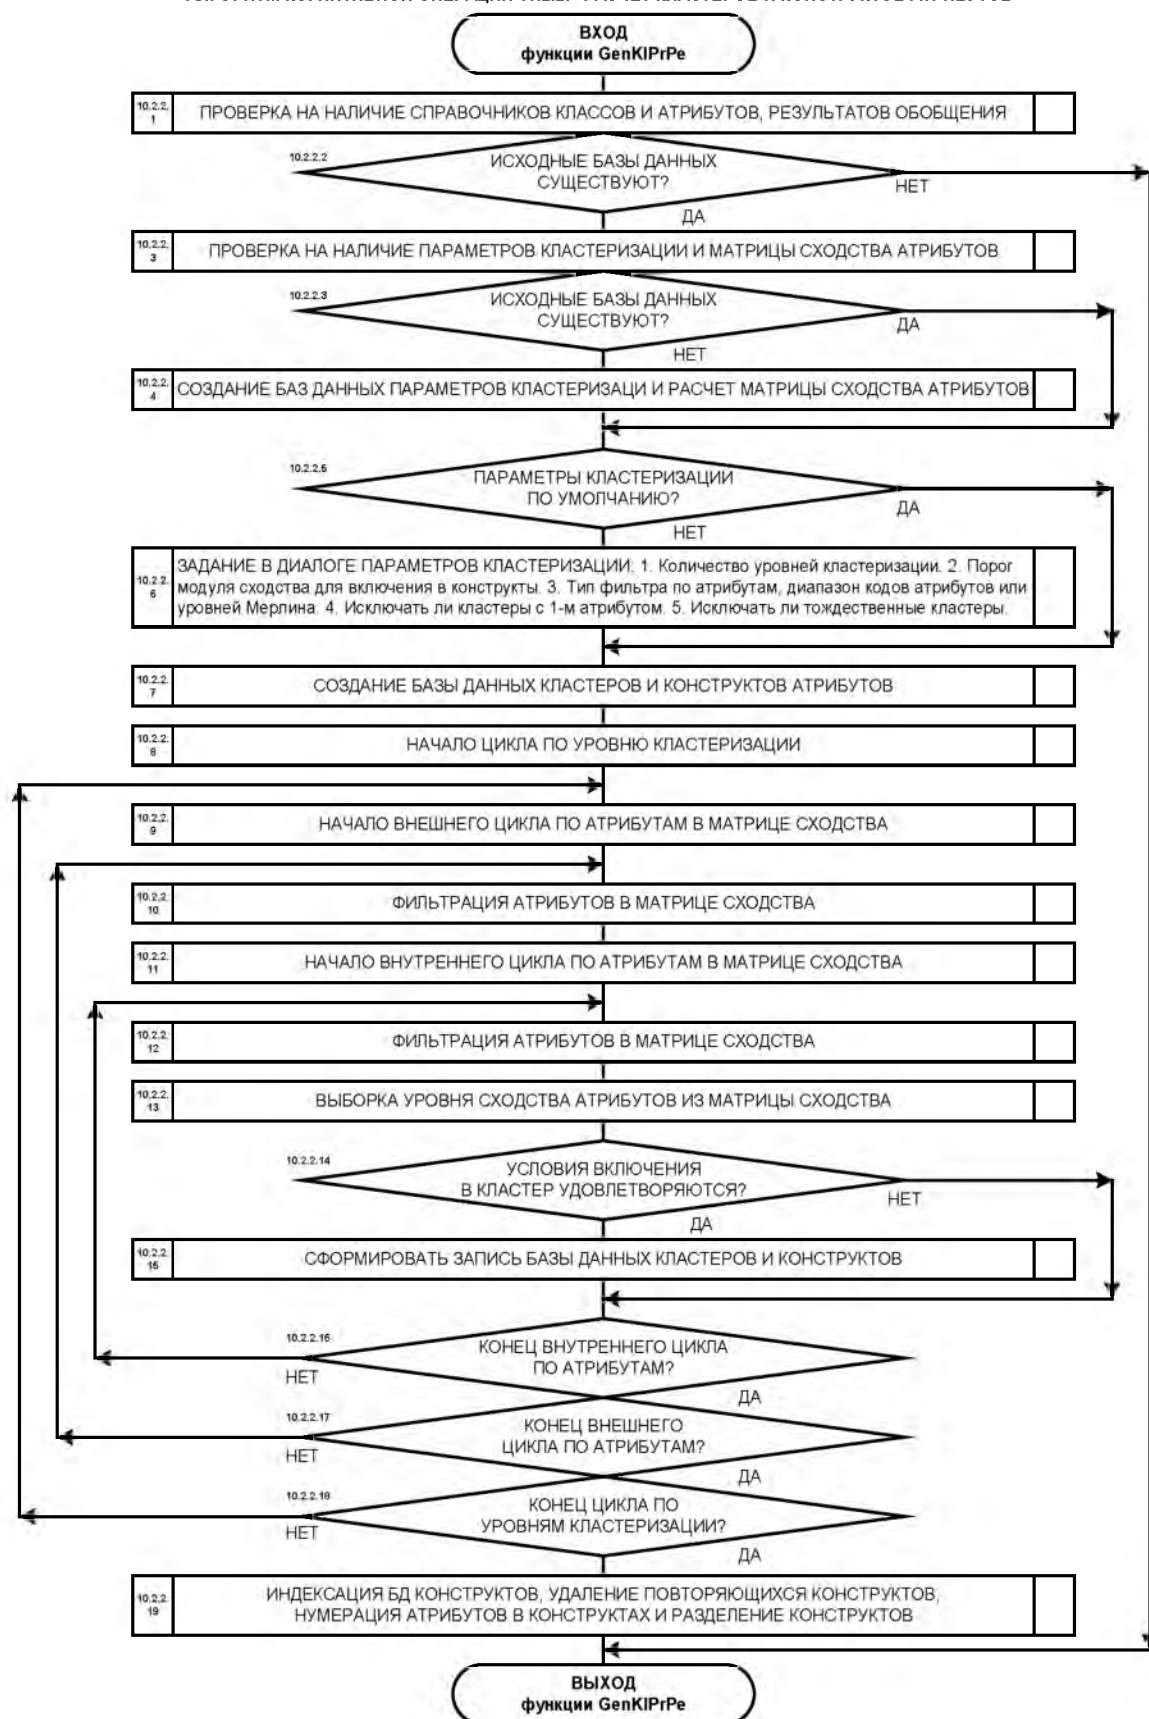 ВХОД
функции GenKlPrPe
10.2.2.
1
ПРОВЕРКА НА НАЛИЧИЕ СПРАВОЧНИКОВ КЛАССОВ И АТРИБУТОВ, РЕЗУЛЬТАТОВ ОБОБЩЕНИЯ
10.2.2.2
ИСХОДНЫЕ БАЗЫ ДАННЫХ
СУЩЕСТВУЮТ?
НЕТ
ДА
10.2.2.
3
ПРОВЕРКА НА НАЛИЧИЕ ПАРАМЕТРОВ КЛАСТЕРИЗАЦИИ И МАТРИЦЫ СХОДСТВА АТРИБУТОВ
10.2.2.3
ИСХОДНЫЕ БАЗЫ ДАННЫХ
СУЩЕСТВУЮТ?
ДА
НЕТ
10.2.2.
4
СОЗДАНИЕ БАЗ ДАННЫХ ПАРАМЕТРОВ КЛАСТЕРИЗАЦИ И РАСЧЕТ МАТРИЦЫ СХОДСТВА АТРИБУТОВ
10.2.2.5
ПАРАМЕТРЫ КЛАСТЕРИЗАЦИИ
ПО УМОЛЧАНИЮ?
ДА
НЕТ
10.2.2.
6
ЗАДАНИЕ В ДИАЛОГЕ ПАРАМЕТРОВ КЛАСТЕРИЗАЦИИ: 1. Количество уровней кластеризации. 2. Порог
модуля сходства для включения в конструкты. 3. Тип фильтра по атрибутам, диапазон кодов атрибутов или
уровней Мерлина. 4. Исключать ли кластеры с 1-м атрибутом. 5. Исключать ли тождественные кластеры.
10.2.2.
7
СОЗДАНИЕ БАЗЫ ДАННЫХ КЛАСТЕРОВ И КОНСТРУКТОВ АТРИБУТОВ
10.2.2.
8
НАЧАЛО ЦИКЛА ПО УРОВНЮ КЛАСТЕРИЗАЦИИ
10.2.2.
9
НАЧАЛО ВНЕШНЕГО ЦИКЛА ПО АТРИБУТАМ В МАТРИЦЕ СХОДСТВА
10.2.2.
10
ФИЛЬТРАЦИЯ АТРИБУТОВ В МАТРИЦЕ СХОДСТВА
10.2.2.
11
НАЧАЛО ВНУТРЕННЕГО ЦИКЛА ПО АТРИБУТАМ В МАТРИЦЕ СХОДСТВА
10.2.2.
12
ФИЛЬТРАЦИЯ АТРИБУТОВ В МАТРИЦЕ СХОДСТВА
10.2.2.
13
ВЫБОРКА УРОВНЯ СХОДСТВА АТРИБУТОВ ИЗ МАТРИЦЫ СХОДСТВА
10.2.2.14
УСЛОВИЯ ВКЛЮЧЕНИЯ
В КЛАСТЕР УДОВЛЕТВОРЯЮТСЯ?
НЕТ
ДА
10.2.2.
15
СФОРМИРОВАТЬ ЗАПИСЬ БАЗЫ ДАННЫХ КЛАСТЕРОВ И КОНСТРУКТОВ
10.2.2.16
КОНЕЦ ВНУТРЕННЕГО ЦИКЛА
ПО АТРИБУТАМ?
НЕТ
ДА
10.2.2.17
КОНЕЦ ВНЕШНЕГО
ЦИКЛА ПО АТРИБУТАМ?
НЕТ
ДА
10.2.2.18
КОНЕЦ ЦИКЛА ПО
УРОВНЯМ КЛАСТЕРИЗАЦИИ?
НЕТ
ДА
10.2.2.
19
ИНДЕКСАЦИЯ БД КОНСТРУКТОВ, УДАЛЕНИЕ ПОВТОРЯЮЩИХСЯ КОНСТРУКТОВ,
НУМЕРАЦИЯ АТРИБУТОВ В КОНСТРУКТАХ И РАЗДЕЛЕНИЕ КОНСТРУКТОВ
ВЫХОД
функции GenKlPrPe